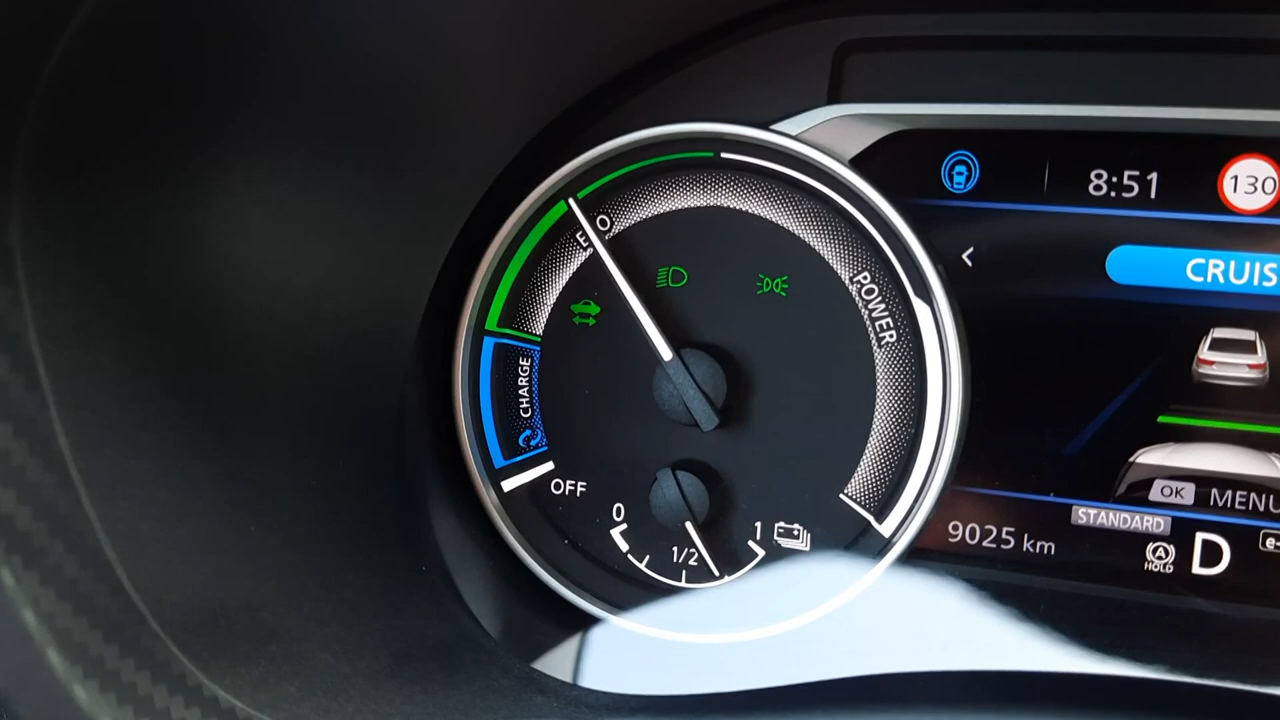 8:51
130
<
CRUIS
ECO
POWER
CHARGE
OFF
0
1/2
1
OK MENU
STANDARD
9025 km
A
HOLD
D
e-